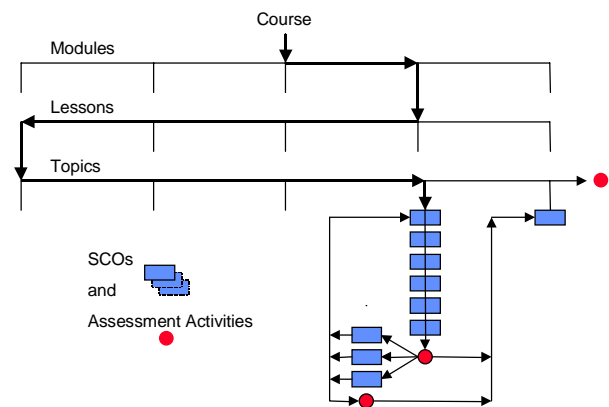 Course
Modules
Lessons
Topics
SCOs
and
Assessment Activities